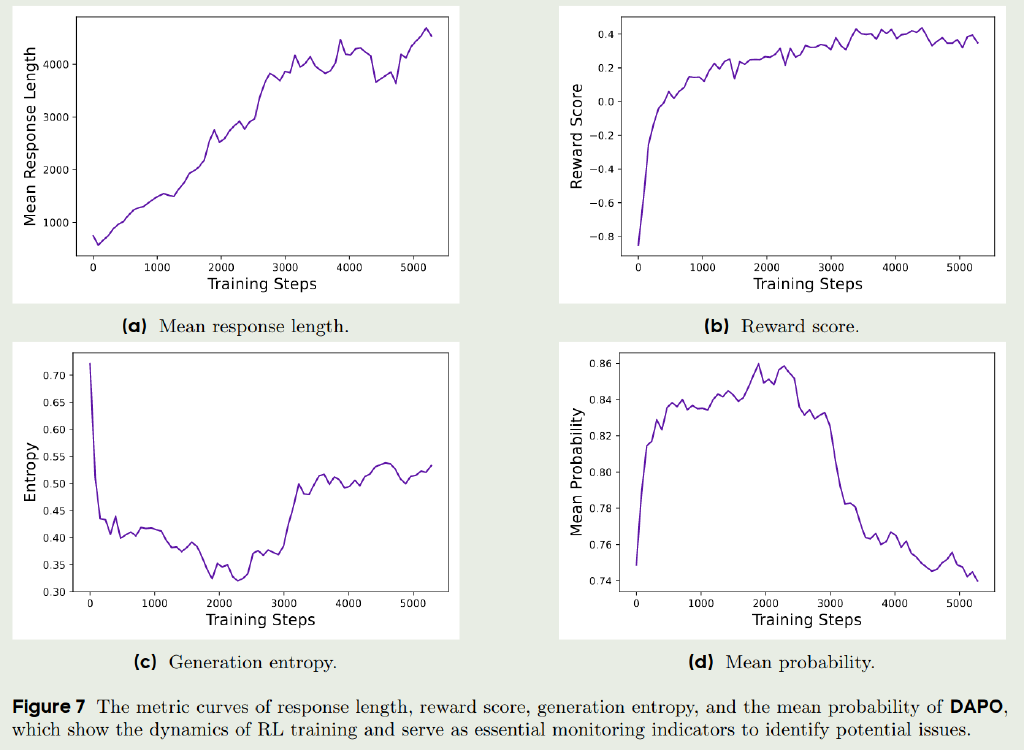 Mean Response Length
4000
3000
2000
1000
0 1000 2000 3000 4000 5000
Training Steps
(a) Mean response length.
Reward Score
0.4
0.2
0.0
−0.2
−0.4
−0.6
−0.8
0 1000 2000 3000 4000 5000
Training Steps
(b) Reward score.
Entropy
0.70
0.65
0.60
0.55
0.50
0.45
0.40
0.35
0.30
0 1000 2000 3000 4000 5000
Training Steps
(c) Generation entropy.
Mean Probability
0.86
0.84
0.82
0.80
0.78
0.76
0.74
0 1000 2000 3000 4000 5000
Training Steps
(d) Mean probability.
Figure 7 The metric curves of response length, reward score, generation entropy, and the mean probability of DAPO,
which show the dynamics of RL training and serve as essential monitoring indicators to identify potential issues.